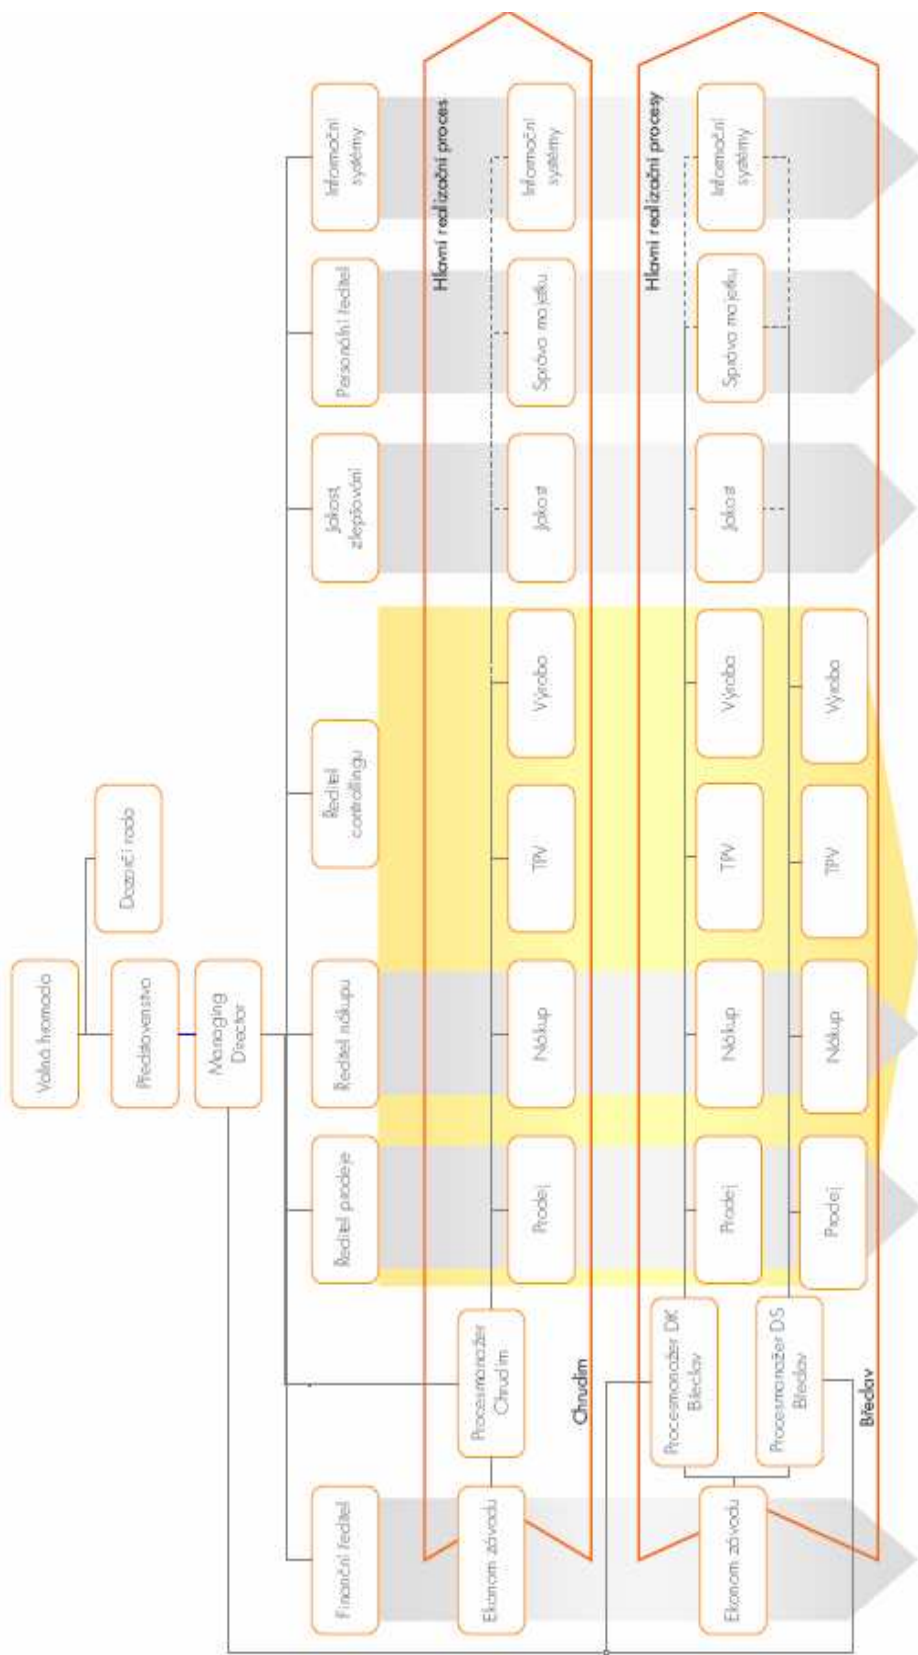 Valná hromada
Dozorčí rada
Představenstvo
Managing
Director
Finanční ředitel
Ředitel prodeje
Ředitel nákupu
Ředitel
controllingu
Jakost,
zlepšování
Personální ředitel
Informační
systémy
Hlavní realizační proces
Ekonom závodu
Procesmanažer
Chrudim
Prodej
Nákup
TPV
Výroba
Jakost
Správa majetku
Informační
systémy
Chrudim
Hlavní realizační procesy
Ekonom závodu
Procesmanažer DK
Břeclav
Prodej
Nákup
TPV
Výroba
Jakost
Správa majetku
Informační
systémy
Procesmanažer DS
Břeclav
Prodej
Nákup
TPV
Výroba
Břeclav